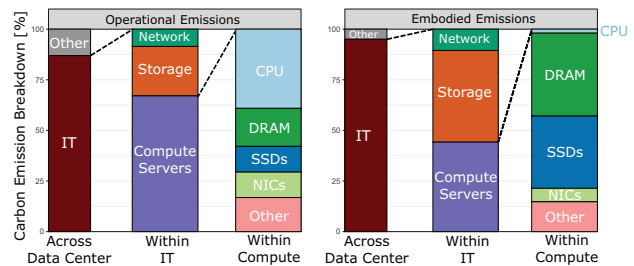 Carbon Emission Breakdown [%]
Operational Emissions
100
75
50
25
0
Other
IT
Network
Storage
Compute
Servers
CPU
DRAM
SSDs
NICs
Other
Across
Data Center
Within
IT
Within
Compute
Embodied Emissions
100
75
50
25
0
Other
IT
Network
Storage
Compute
Servers
CPU
DRAM
SSDs
NICs
Other
Across
Data Center
Within
IT
Within
Compute